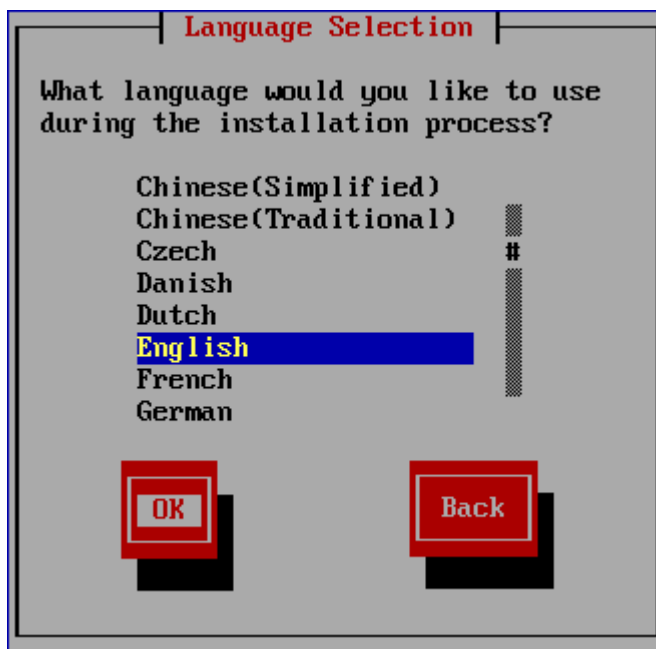 Language Selection
What language would you like to use
during the installation process?
Chinese(Simplified)
Chinese(Traditional)
Czech
#
Danish
Dutch
English
French
German
OK
Back